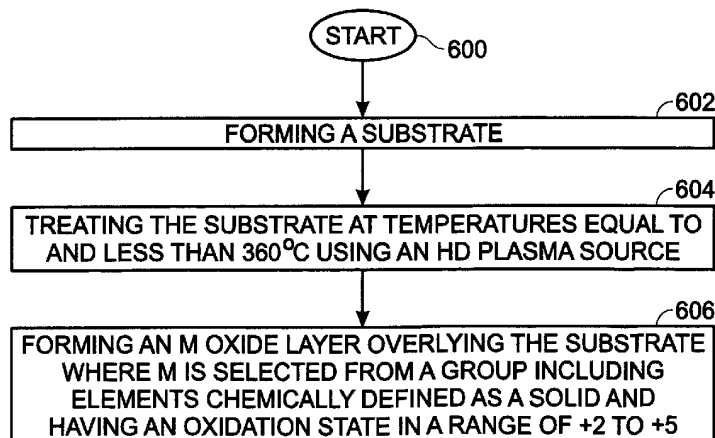 START
600
602
FORMING A SUBSTRATE
604
TREATING THE SUBSTRATE AT TEMPERATURES EQUAL TO
AND LESS THAN 360°C USING AN HD PLASMA SOURCE
606
FORMING AN M OXIDE LAYER OVERLYING THE SUBSTRATE
WHERE M IS SELECTED FROM A GROUP INCLUDING
ELEMENTS CHEMICALLY DEFINED AS A SOLID AND
HAVING AN OXIDATION STATE IN A RANGE OF +2 TO +5